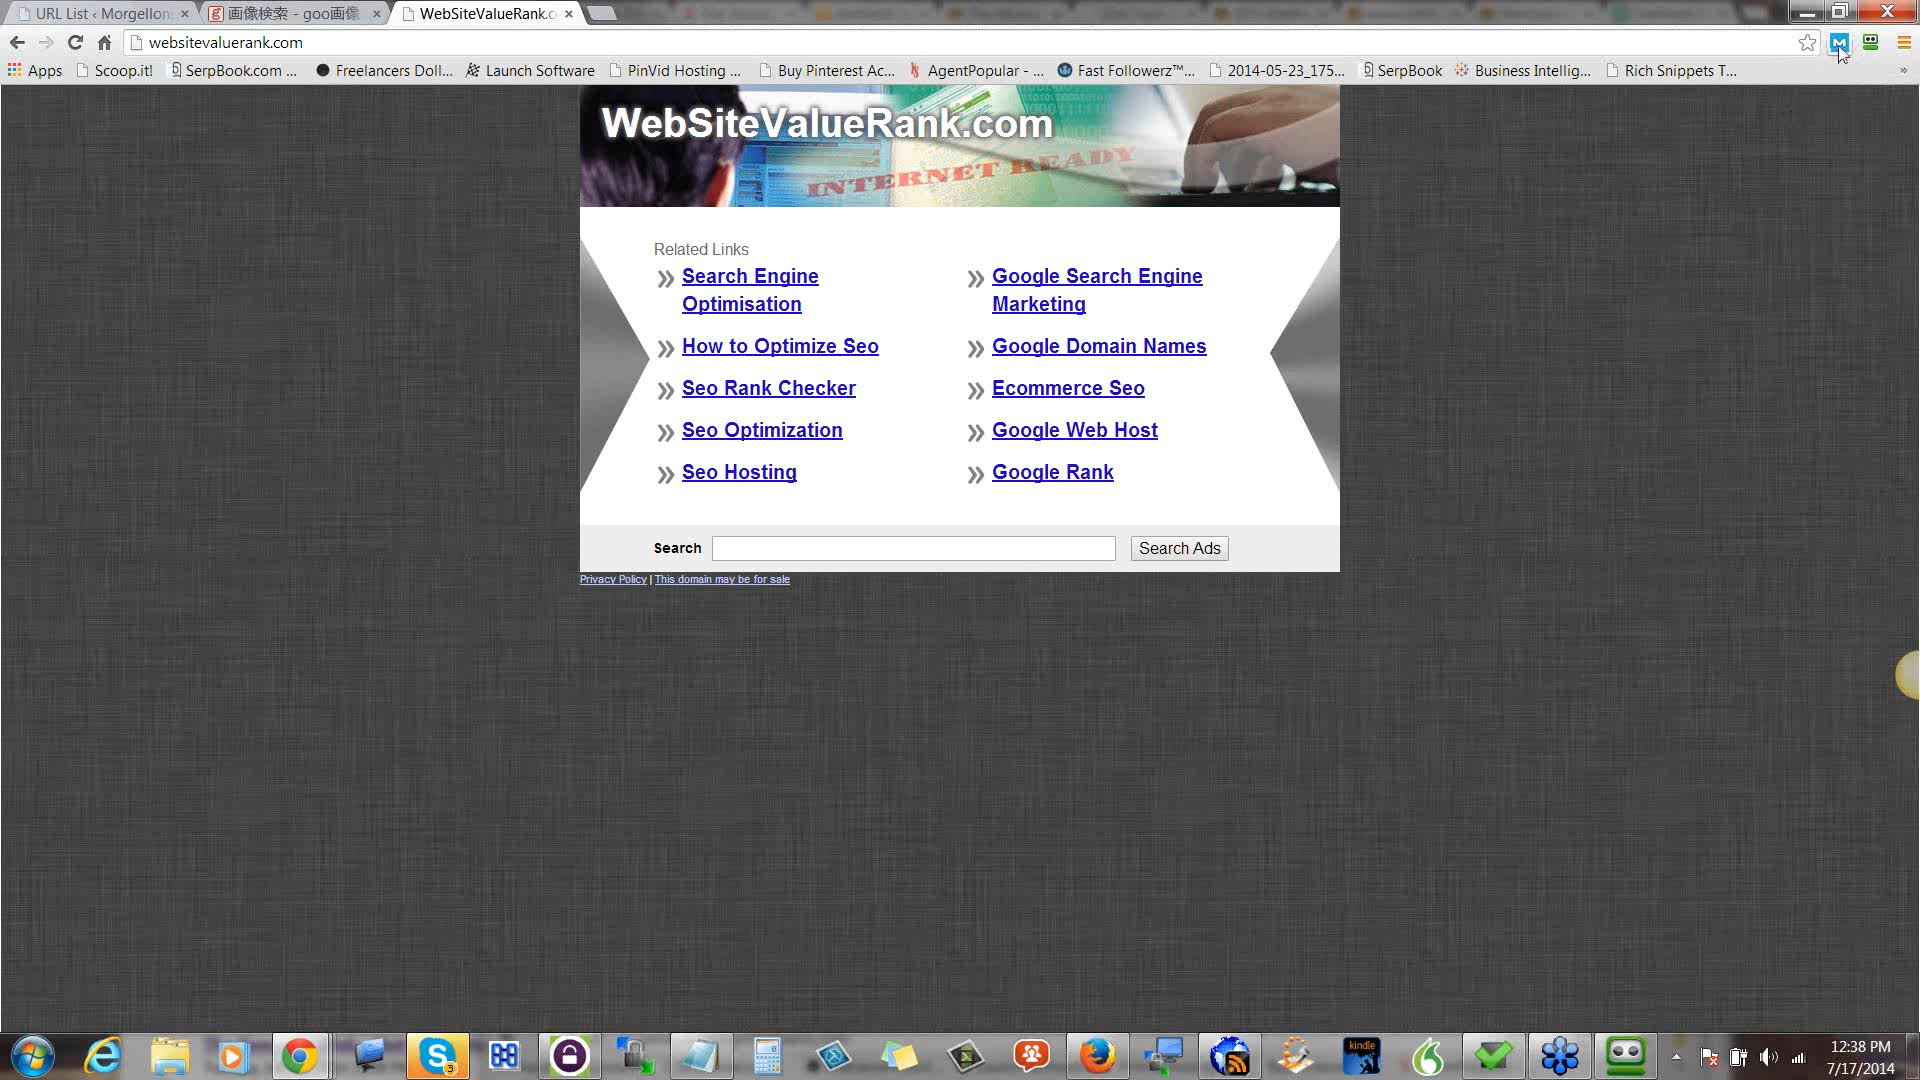 URL List ‹ Morgellon
画像検索 - goo画像
WebSiteValueRank.c
websitevaluerank.com
Apps
Scoop.it!
SerpBook.com ...
Freelancers Doll...
Launch Software
PinVid Hosting ...
Buy Pinterest Ac...
AgentPopular - ...
Fast Followerz™...
2014-05-23_175...
SerpBook
Business Intellig...
Rich Snippets T...
»
WebSiteValueRank.com
INTERNET READY
Related Links
Search Engine
Optimisation
Google Search Engine
Marketing
How to Optimize Seo
Google Domain Names
Seo Rank Checker
Ecommerce Seo
Seo Optimization
Google Web Host
Seo Hosting
Google Rank
Search
Search Ads
Privacy Policy | This domain may be for sale
3
kindle
12:38 PM
7/17/2014